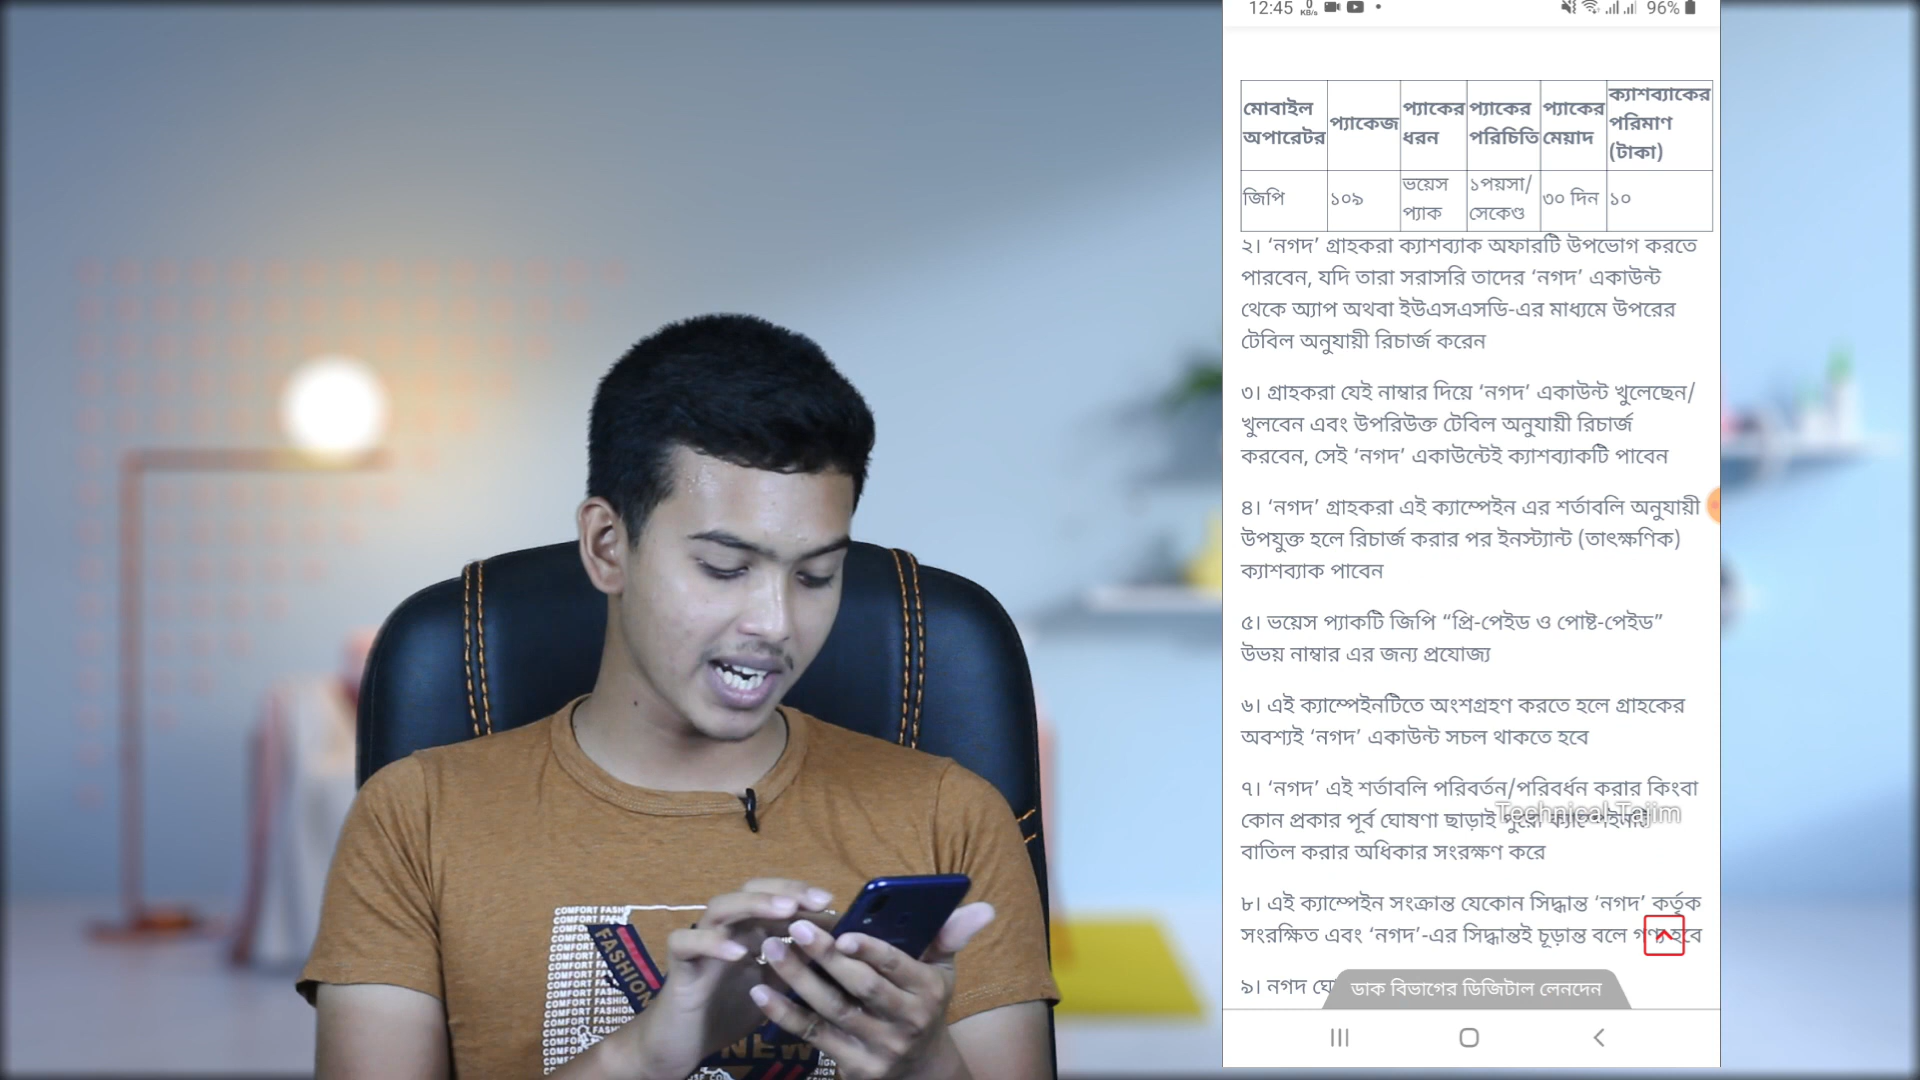 12:45 0 KB/s 96%
মোবাইল অপারেটর প্যাকেজ প্যাকের ধরন প্যাকের পরিচিতি প্যাকের মেয়াদ ক্যাশব্যাকের পরিমাণ (টাকা)
জিপি ১০৯ ভয়েস প্যাক ১পয়সা/ সেকেণ্ড ৩০ দিন ১০
২। ‘নগদ’ গ্রাহকরা ক্যাশব্যাক অফারটি উপভোগ করতে
পারবেন, যদি তারা সরাসরি তাদের ‘নগদ’ একাউন্ট
থেকে অ্যাপ অথবা ইউএসএসডি-এর মাধ্যমে উপরের
টেবিল অনুযায়ী রিচার্জ করেন
৩। গ্রাহকরা যেই নাম্বার দিয়ে ‘নগদ’ একাউন্ট খুলেছেন/
খুলবেন এবং উপরিউক্ত টেবিল অনুযায়ী রিচার্জ
করবেন, সেই ‘নগদ’ একাউন্টেই ক্যাশব্যাকটি পাবেন
৪। ‘নগদ’ গ্রাহকরা এই ক্যাম্পেইন এর শর্তাবলি অনুযায়ী
উপযুক্ত হলে রিচার্জ করার পর ইনস্ট্যান্ট (তাৎক্ষণিক)
ক্যাশব্যাক পাবেন
৫। ভয়েস প্যাকটি জিপি “প্রি-পেইড ও পোষ্ট-পেইড”
উভয় নাম্বার এর জন্য প্রযোজ্য
৬। এই ক্যাম্পেইনটিতে অংশগ্রহণ করতে হলে গ্রাহকের
অবশ্যই ‘নগদ’ একাউন্ট সচল থাকতে হবে
৭। ‘নগদ’ এই শর্তাবলি পরিবর্তন/পরিবর্ধন করার কিংবা
কোন প্রকার পূর্ব ঘোষণা ছাড়াই
Technical Tajim
বাতিল করার অধিকার সংরক্ষণ করে
৮। এই ক্যাম্পেইন সংক্রান্ত যেকোন সিদ্ধান্ত ‘নগদ’ কর্তৃক
সংরক্ষিত এবং ‘নগদ’-এর সিদ্ধান্তই চূড়ান্ত বলে গণ্য হবে
৯। নগদ
ডাক বিভাগের ডিজিটাল লেনদেন
COMFORT FASH
FASHION
NEW